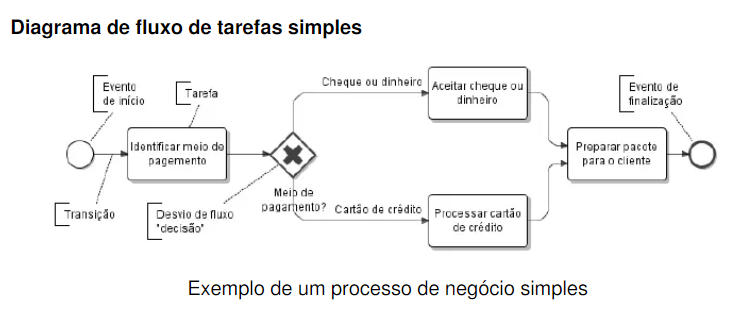 Diagrama de fluxo de tarefas simples
Evento
de início
Tarefa
Cheque ou dinheiro
Aceitar cheque ou
dinheiro
Evento de
finalização
Identificar meio de
pagemento
Preparar pacote
para o cliente
Transição
Desvio de fluxo
"decisão"
Meio de
pagamento?
Cartão de crédito
Processar cartão
de crédito
Exemplo de um processo de negócio simples